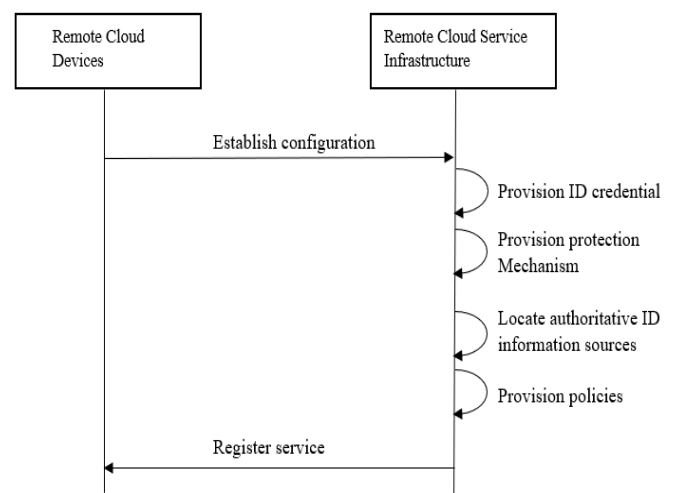 Remote Cloud
Devices
Remote Cloud Service
Infrastructure
Establish configuration
Provision ID credential
Provision protection
Mechanism
Locate authoritative ID
information sources
Provision policies
Register service